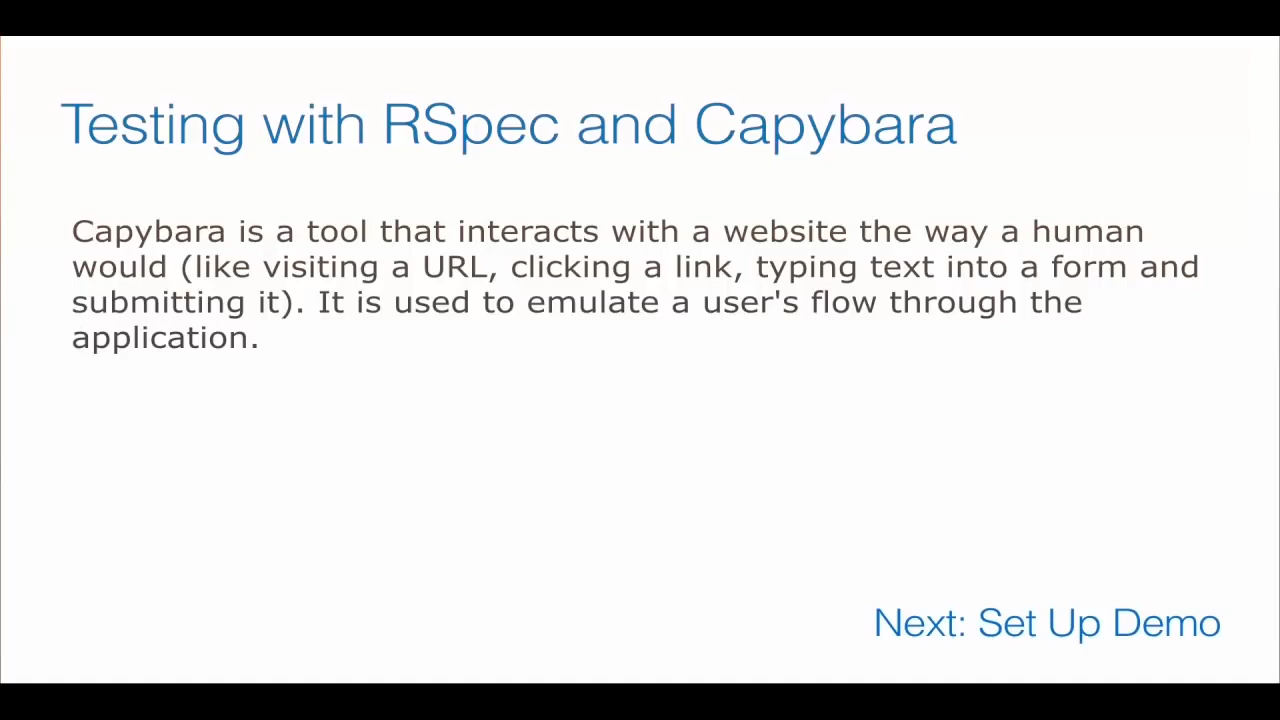 Testing with RSpec and Capybara
Capybara is a tool that interacts with a website the way a human
would (like visiting a URL, clicking a link, typing text into a form and
submitting it). It is used to emulate a user's flow through the
application.
Next: Set Up Demo